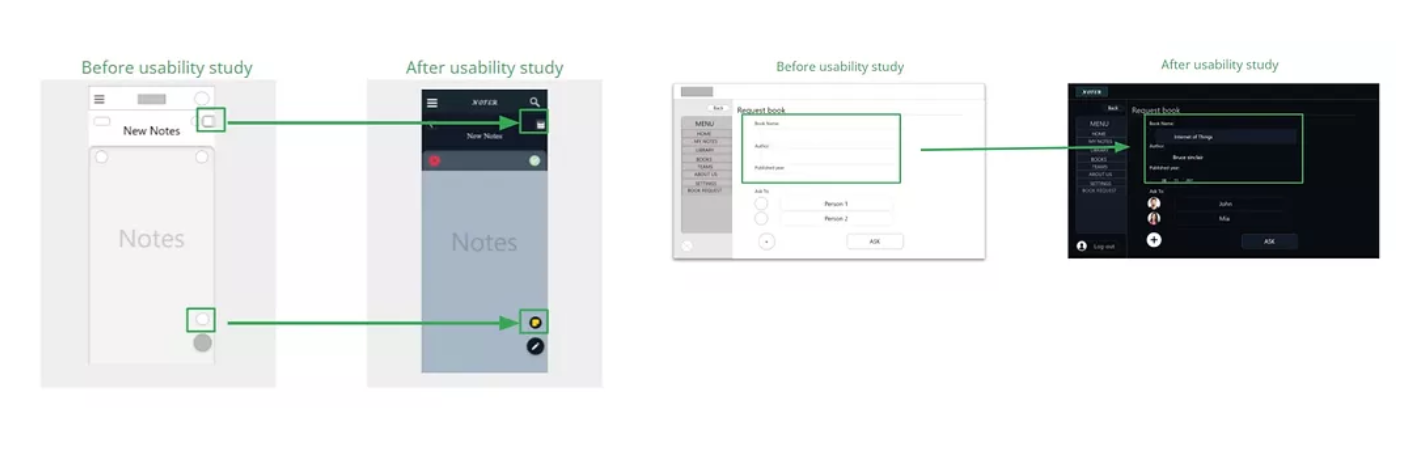 Before usability study
New Notes
Notes
After usability study
NOTER
New Notes
Notes
Before usability study
Back
Request book
MENU
HOME
MY NOTES
LIBRARY
BOOKS
TEAMS
ABOUT US
SETTINGS
BOOK REQUEST
Book Name
Author
Published year
Ask To
Person 1
Person 2
ASK
After usability study
NOTER
Back
Request book
MENU
HOME
MY NOTES
LIBRARY
BOOKS
TEAMS
ABOUT US
SETTINGS
BOOK REQUEST
Log out
Book Name
Internet of Things
Author
Bruce sinclair
Published year
Ask To
John
Mia
ASK